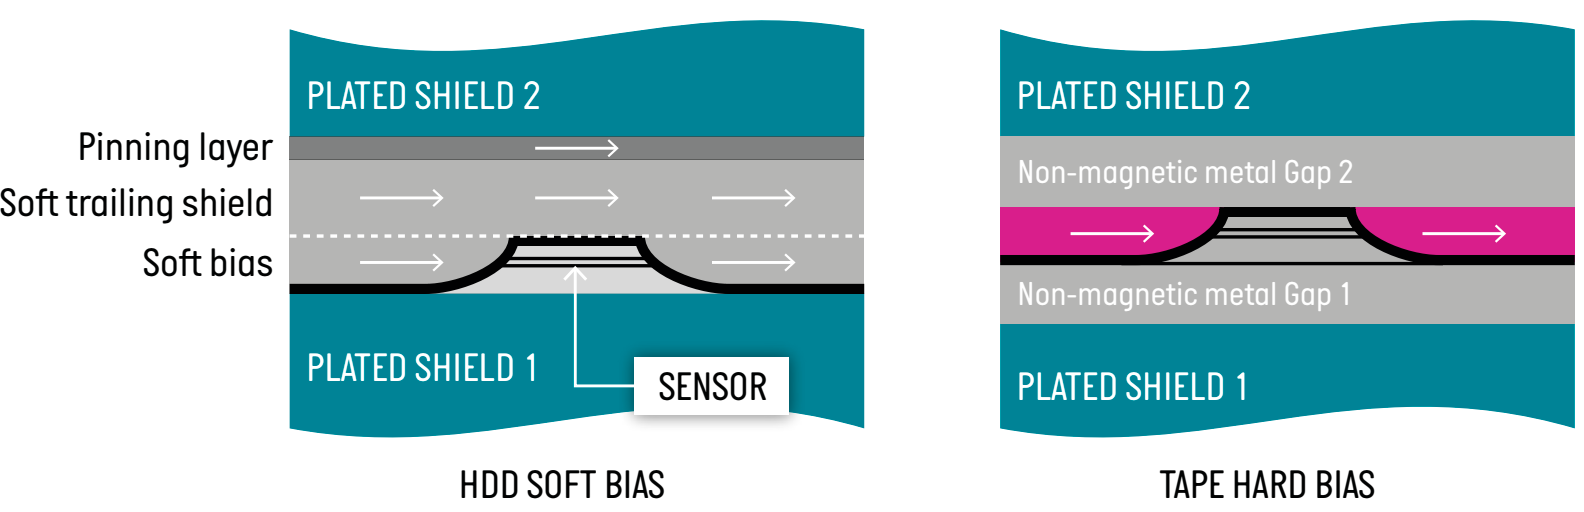 PLATED SHIELD 2
Pinning layer
Soft trailing shield
Soft bias
PLATED SHIELD 1
SENSOR
HDD SOFT BIAS
PLATED SHIELD 2
Non-magnetic metal Gap 2
Non-magnetic metal Gap 1
PLATED SHIELD 1
TAPE HARD BIAS